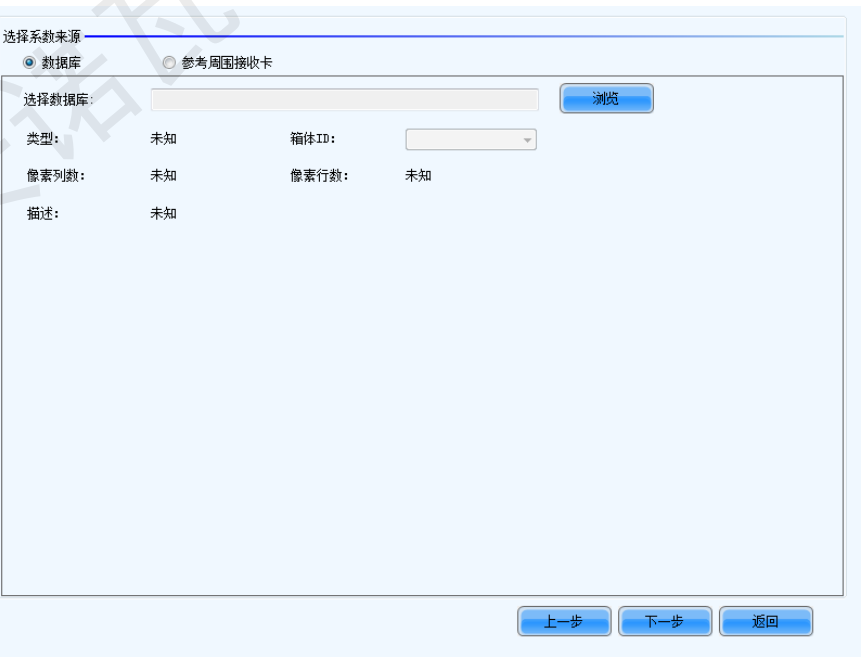 选择系数来源
数据库 参考周围接收卡
选择数据库: 浏览
类型: 未知 箱体ID:
像素列数: 未知 像素行数: 未知
描述: 未知
上一步 下一步 返回
诺瓦